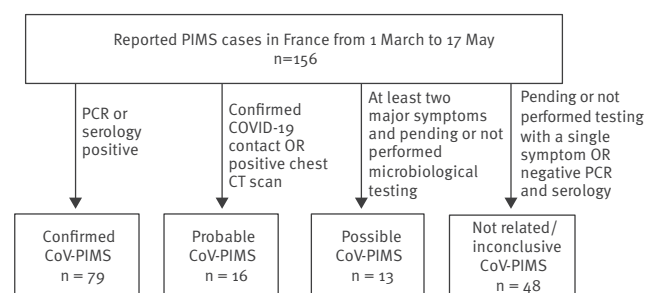 Reported PIMS cases in France from 1 March to 17 May
n=156
PCR or
serology
positive
Confirmed
COVID-19
contact OR
positive chest
CT scan
At least two
major symptoms
and pending or not
performed
microbiological
testing
Pending or not
performed testing
with a single
symptom OR
negative PCR
and serology
Confirmed
CoV-PIMS
n = 79
Probable
CoV-PIMS
n = 16
Possible
CoV-PIMS
n = 13
Not related/
inconclusive
CoV-PIMS
n = 48